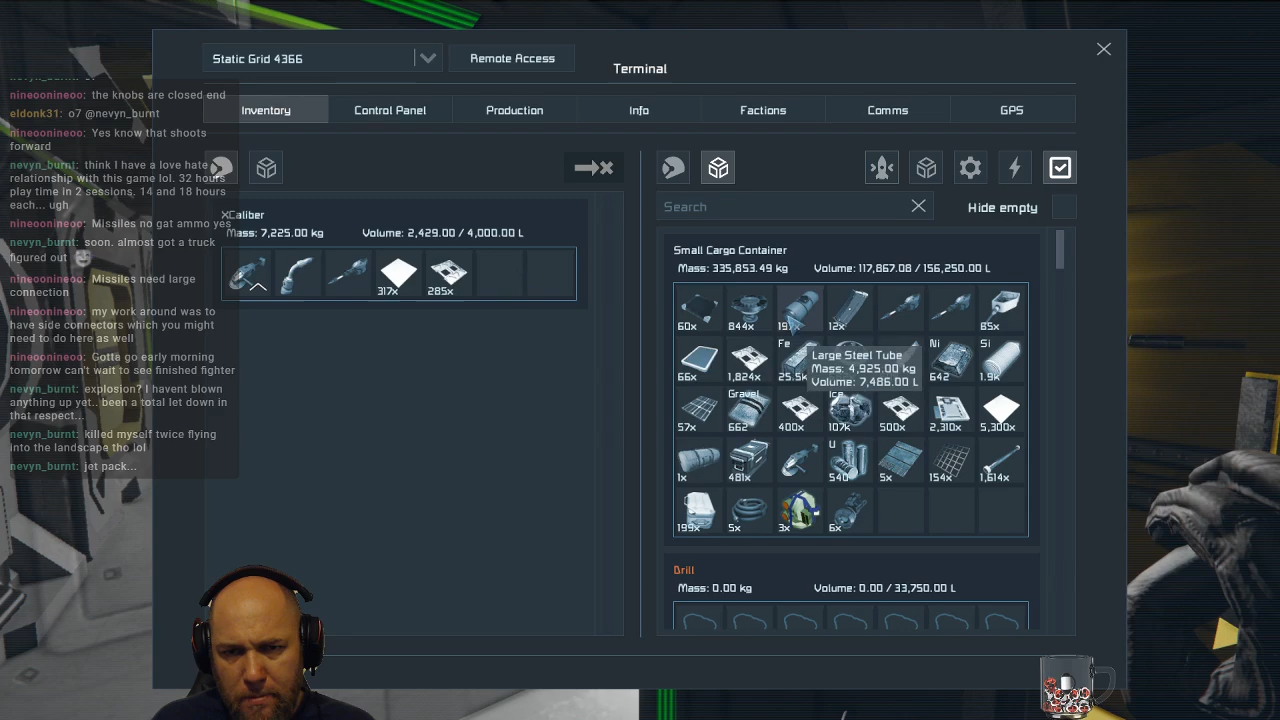 Static Grid 4366
Remote Access
Terminal
Inventory
Control Panel
Production
Info
Factions
Comms
GPS
nineoonineoo: the knobs are closed end
eldonk31: o7 @nevyn_burnt
nineoonineoo: Yes know that shoots
forward
nevyn_burnt: think I have a love hate
relationship with this game lol. 32 hours
play time in 2 sessions. 14 and 18 hours
each... ugh
nineoonineoo: Missiles no gat ammo yes
nevyn_burnt: soon. almost got a truck
figured out
nineoonineoo: Missiles need large
connection
nineoonineoo: my work around was to
have side connectors which you might
need to do here as well
nineoonineoo: Gotta go early morning
tomorrow can't wait to see finished fighter
nevyn_burnt: explosion? I havent blown
anything up yet.. been a total let down in
that respect...
nevyn_burnt: killed myself twice flying
into the landscape tho lol
nevyn_burnt: jet pack...
XCaliber
Mass: 7,225.00 kg
Volume: 2,429.00 / 4,000.00 L
317x
285x
Search
Hide empty
Small Cargo Container
Mass: 335,853.49 kg
Volume: 117,867.08 / 156,250.00 L
60x
844x
12x
85x
Large Steel Tube
Mass: 4,925.00 kg
Volume: 7,486.00 L
66x
1,824x
Fe
25.5k
Ni
642
Si
1.9k
57x
Gravel
662
400x
Ice
107k
500x
2,310x
5,300x
1x
481x
U
540
5x
154x
1,614x
199x
5x
3x
6x
Drill
Mass: 0.00 kg
Volume: 0.00 / 33,750.00 L